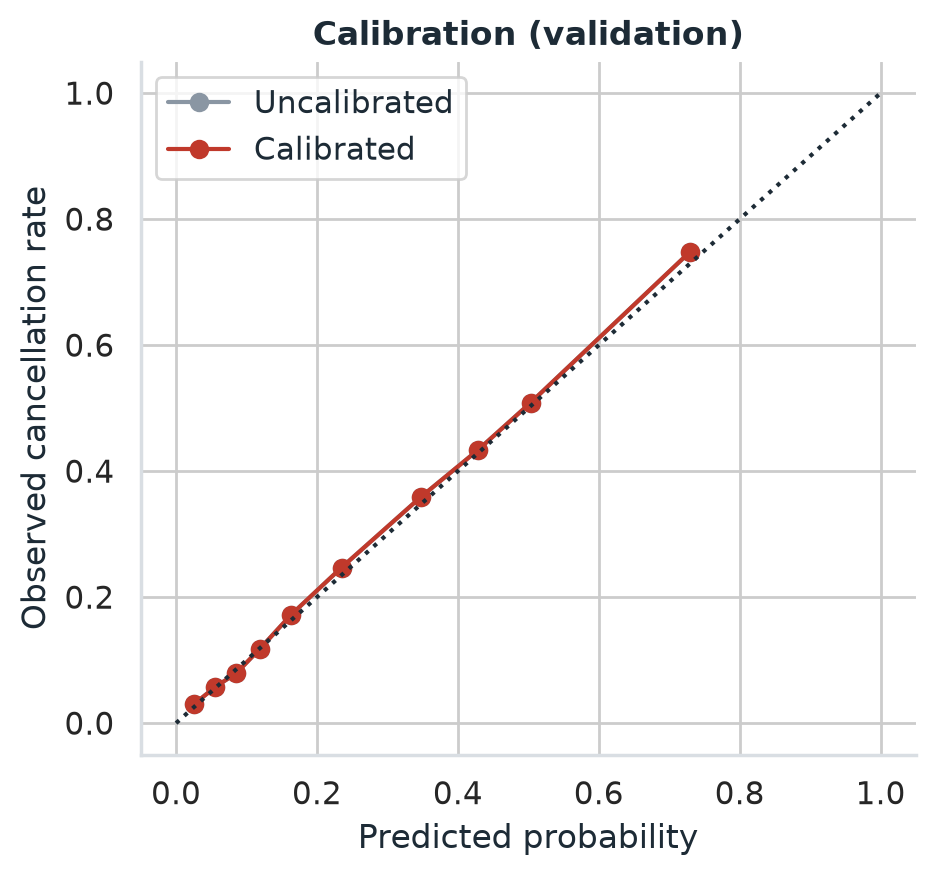 Calibration (validation)
Uncalibrated
Calibrated
Observed cancellation rate
1.0
0.8
0.6
0.4
0.2
0.0
0.0 0.2 0.4 0.6 0.8 1.0
Predicted probability